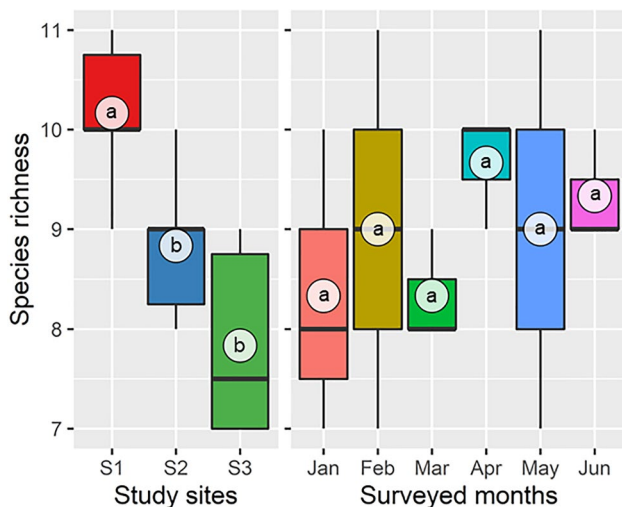 Species richness
11
10
9
8
7
a
b
b
a
a
a
a
a
a
S1 S2 S3
Jan Feb Mar Apr May Jun
Study sites
Surveyed months